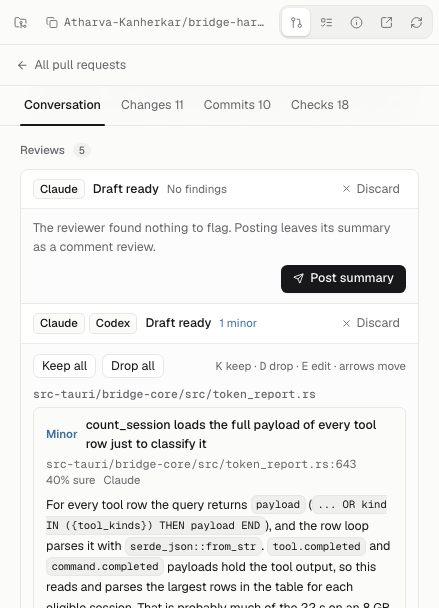 Atharva-Kanherkar/bridge-har…
All pull requests
Conversation Changes 11 Commits 10 Checks 18
Reviews 5
Claude Draft ready No findings Discard
The reviewer found nothing to flag. Posting leaves its summary
as a comment review.
Post summary
Claude Codex Draft ready 1 minor Discard
Keep all Drop all K keep · D drop · E edit · arrows move
src-tauri/bridge-core/src/token_report.rs
Minor count_session loads the full payload of every tool
row just to classify it
src-tauri/bridge-core/src/token_report.rs:643
40% sure Claude
For every tool row the query returns payload (... OR kind
IN ({tool_kinds}) THEN payload END), and the row loop
parses it with serde_json::from_str. tool.completed and
command.completed payloads hold the tool output, so this
reads and parses the largest rows in the table for each
eligible session. That is probably much of the 22 s on an 8 GB